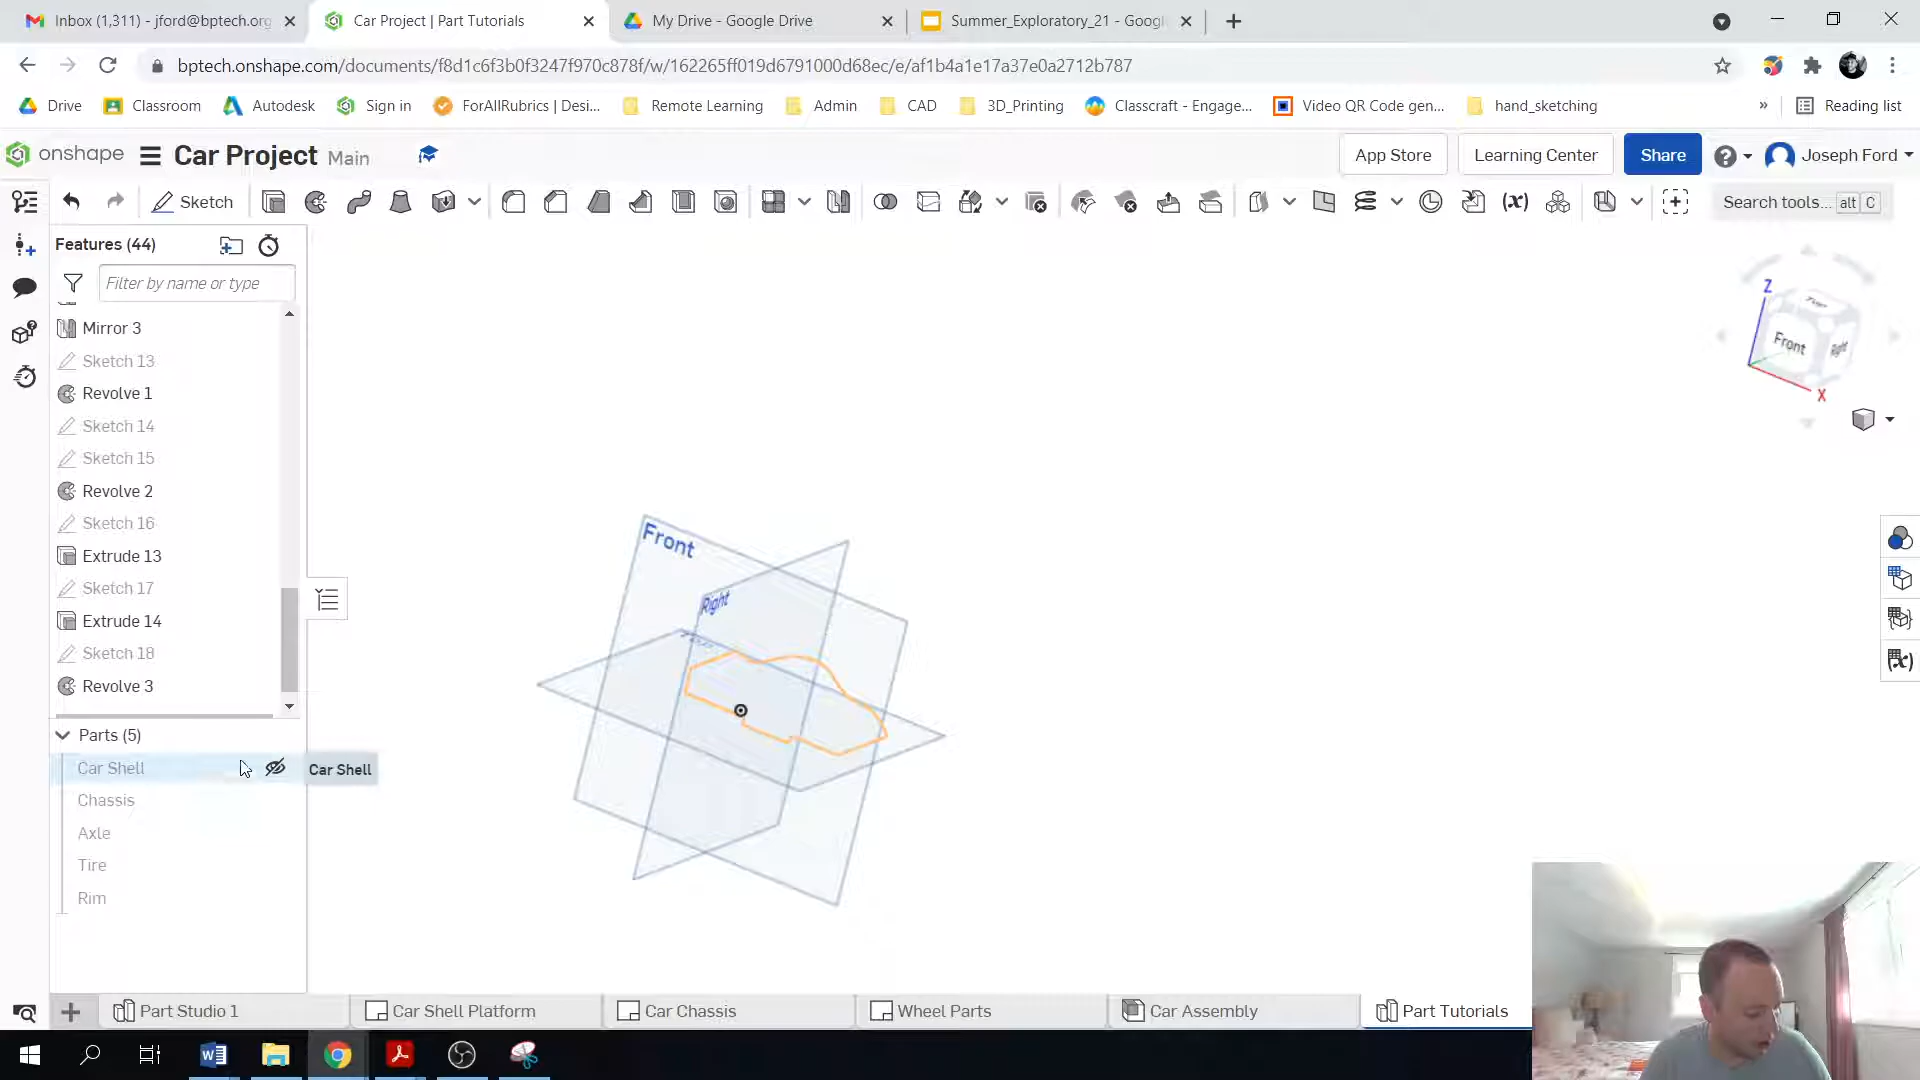 Inbox (1,311) - jford@bptech.org
Car Project | Part Tutorials
My Drive - Google Drive
Summer_Exploratory_21 - Googl
bptech.onshape.com/documents/f8d1c6f3b0f3247f970c878f/w/162265ff019d6791000d68ec/e/af1b4a1e17a37e0a2712b787
Drive
Classroom
Autodesk
Sign in
ForAllRubrics | Desi...
Remote Learning
Admin
CAD
3D_Printing
Classcraft - Engage...
Video QR Code gen...
hand_sketching
»
Reading list
onshape
Car Project Main
App Store
Learning Center
Share
Joseph Ford
Sketch
(x)
Search tools... alt C
Features (44)
Filter by name or type
Mirror 3
Sketch 13
Revolve 1
Sketch 14
Sketch 15
Revolve 2
Sketch 16
Extrude 13
Sketch 17
Extrude 14
Sketch 18
Revolve 3
Parts (5)
Car Shell
Car Shell
Chassis
Axle
Tire
Rim
Front
Right
Top
Z
Top
Front
Right
X
(x)
Part Studio 1
Car Shell Platform
Car Chassis
Wheel Parts
Car Assembly
Part Tutorials